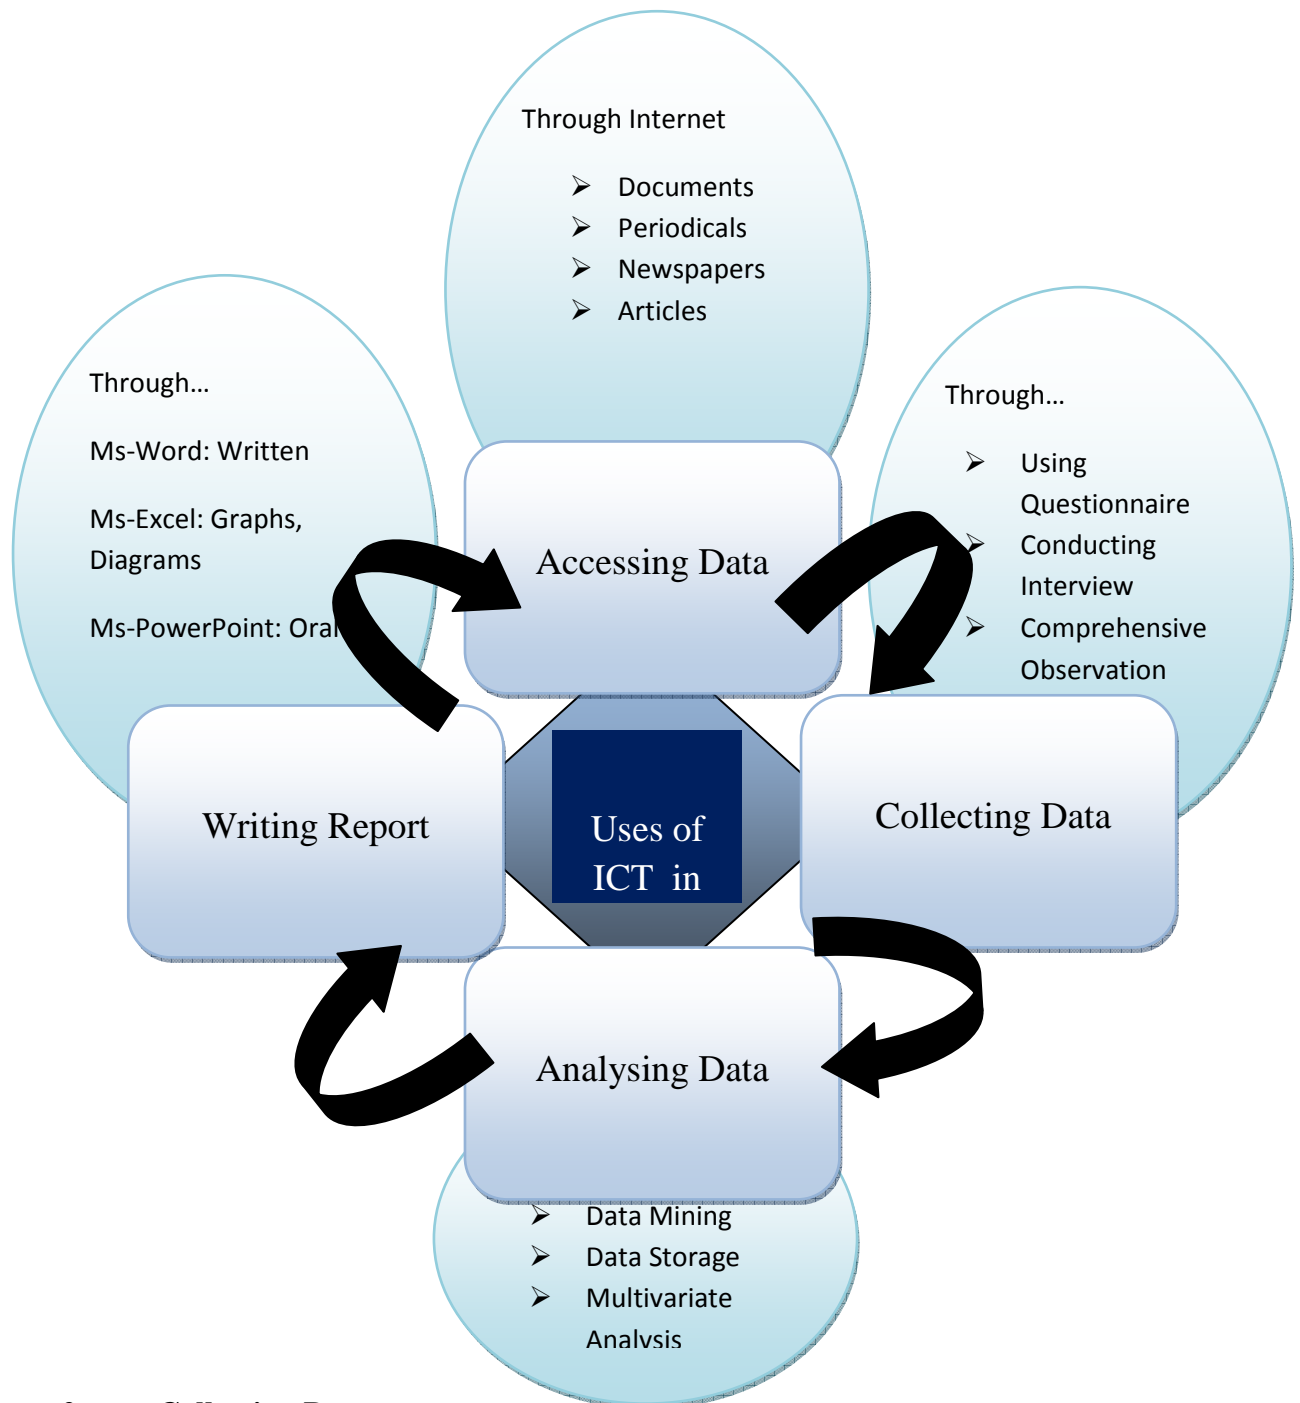 Through Internet
➢ Documents
➢ Periodicals
➢ Newspapers
➢ Articles
Through…
Ms-Word: Written
Ms-Excel: Graphs,
Diagrams
Ms-PowerPoint: Oral
Through…
➢ Using
Questionnaire
➢ Conducting
Interview
➢ Comprehensive
Observation
Accessing Data
Writing Report
Uses of
ICT in
Collecting Data
Analysing Data
➢ Data Mining
➢ Data Storage
➢ Multivariate
Analysis